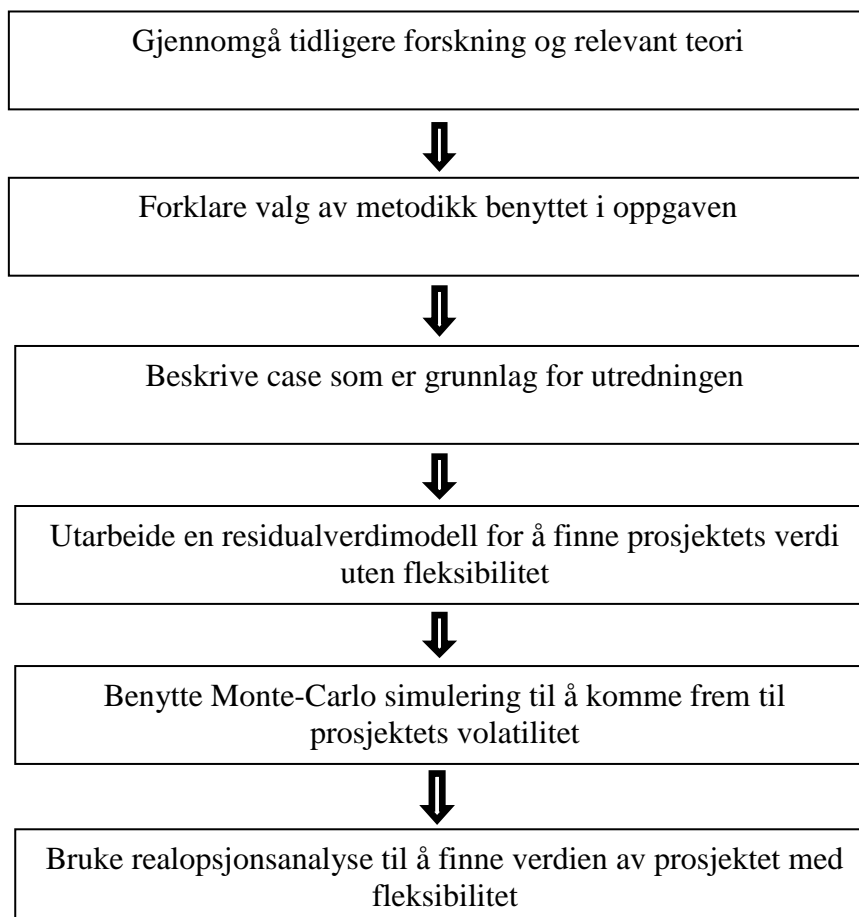 Gjennomgå tidligere forskning og relevant teori
Forklare valg av metodikk benyttet i oppgaven
Beskrive case som er grunnlag for utredningen
Utarbeide en residualverdimodell for å finne prosjektets verdi
uten fleksibilitet
Benytte Monte-Carlo simulering til å komme frem til
prosjektets volatilitet
Bruke realopsjonsanalyse til å finne verdien av prosjektet med
fleksibilitet